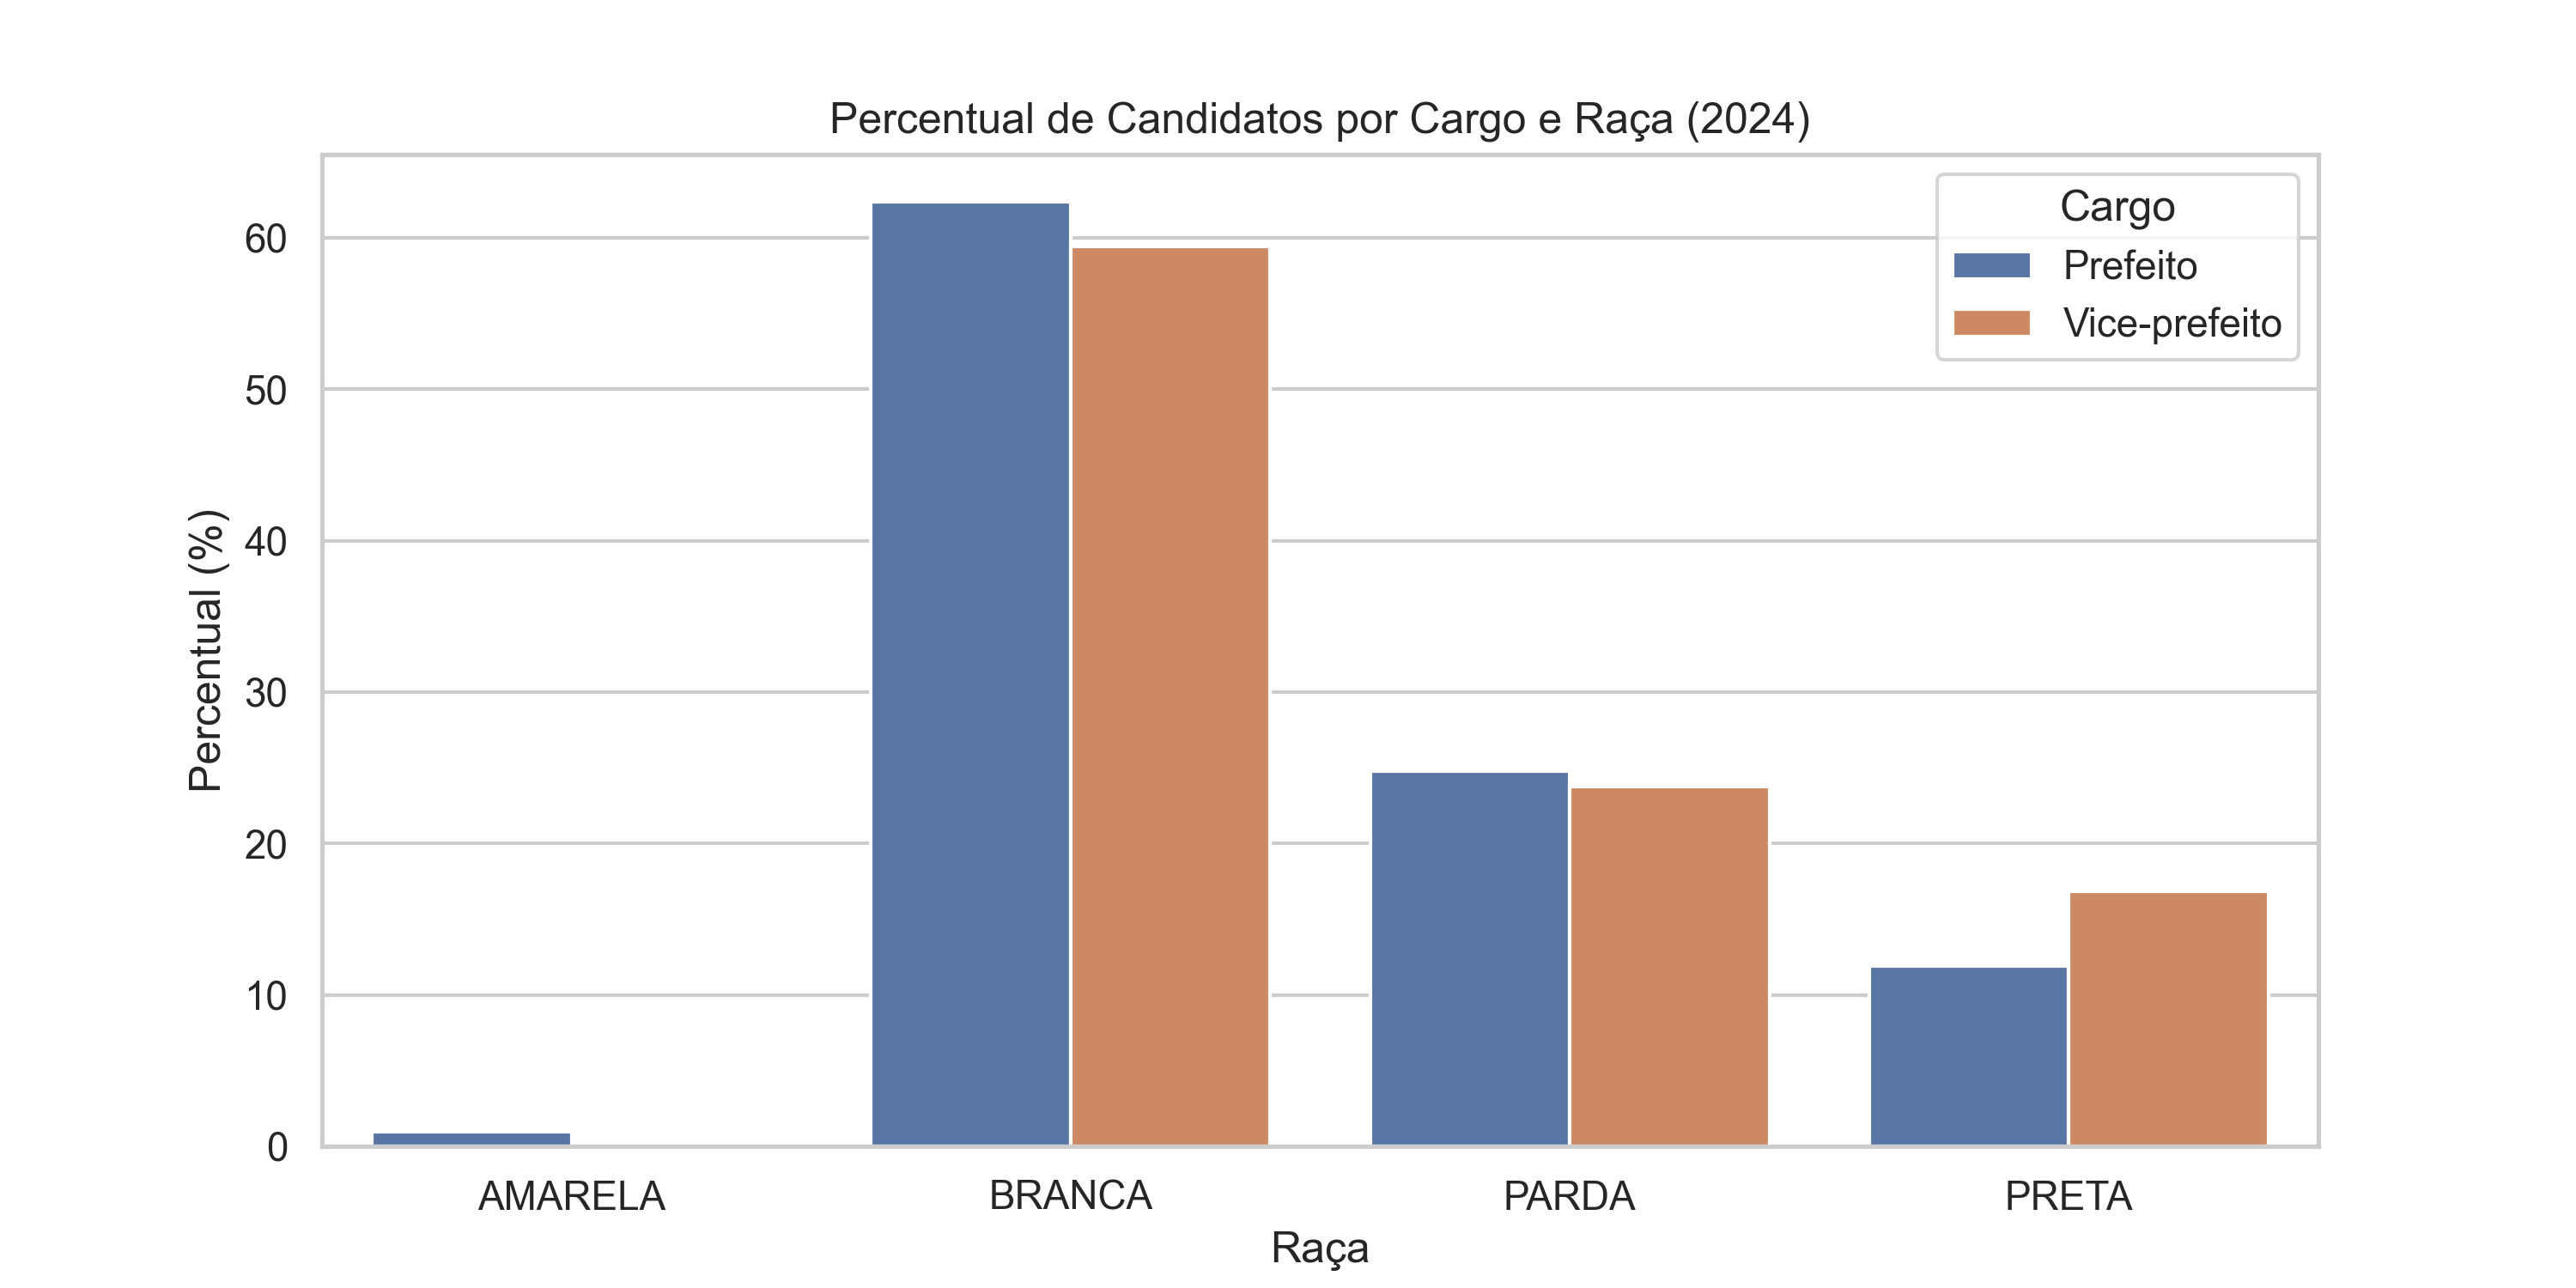 Percentual de Candidatos por Cargo e Raça (2024)
Cargo
Prefeito
Vice-prefeito
Percentual (%)
60
50
40
30
20
10
0
AMARELA BRANCA PARDA PRETA
Raça